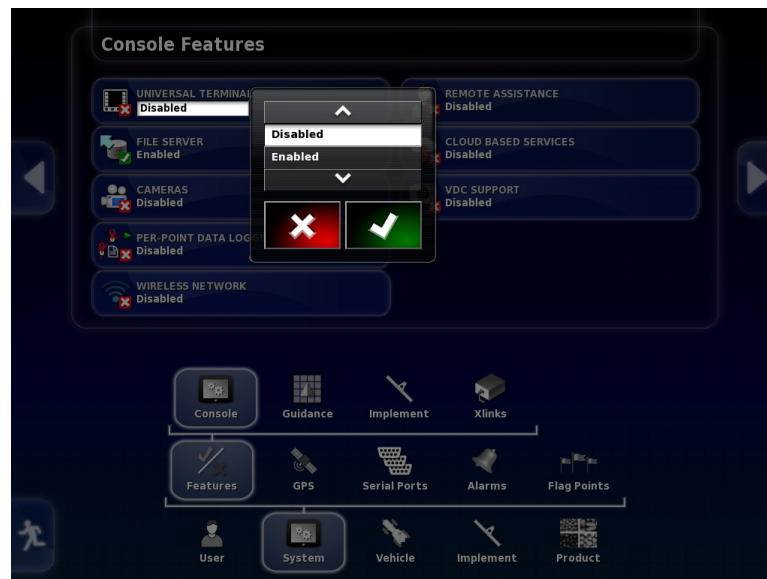 Console Features
UNIVERSAL TERMINAL
Disabled
REMOTE ASSISTANCE
Disabled
Disabled
Enabled
FILE SERVER
Enabled
CLOUD BASED SERVICES
Disabled
CAMERAS
Disabled
VDC SUPPORT
Disabled
PER-POINT DATA LOGG
Disabled
WIRELESS NETWORK
Disabled
Console
Guidance
Implement
Xlinks
Features
GPS
Serial Ports
Alarms
Flag Points
User
System
Vehicle
Implement
Product